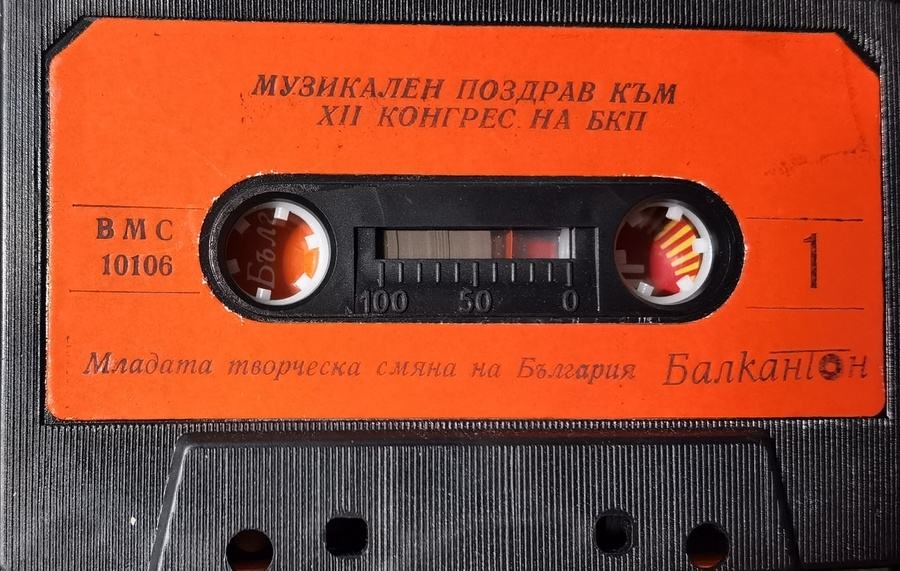 МУЗИКАЛЕН ПОЗДРАВ КЪМ
XII КОНГРЕС НА БКП
ВМС
10106
1
Бълг
100 50 0
Младата творческа смяна на България
Балкантон